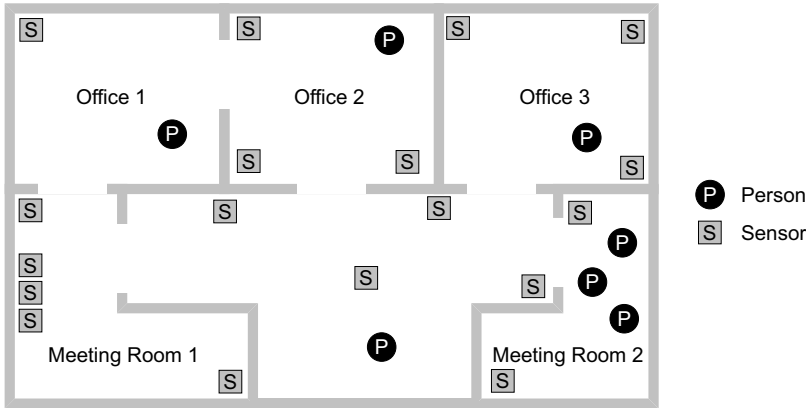 S S S S
P
Office 1 Office 2 Office 3
P P
S S S
S S S S
P
S
S P
S S
S P
P
Meeting Room 1 Meeting Room 2
S S
P Person
S Sensor